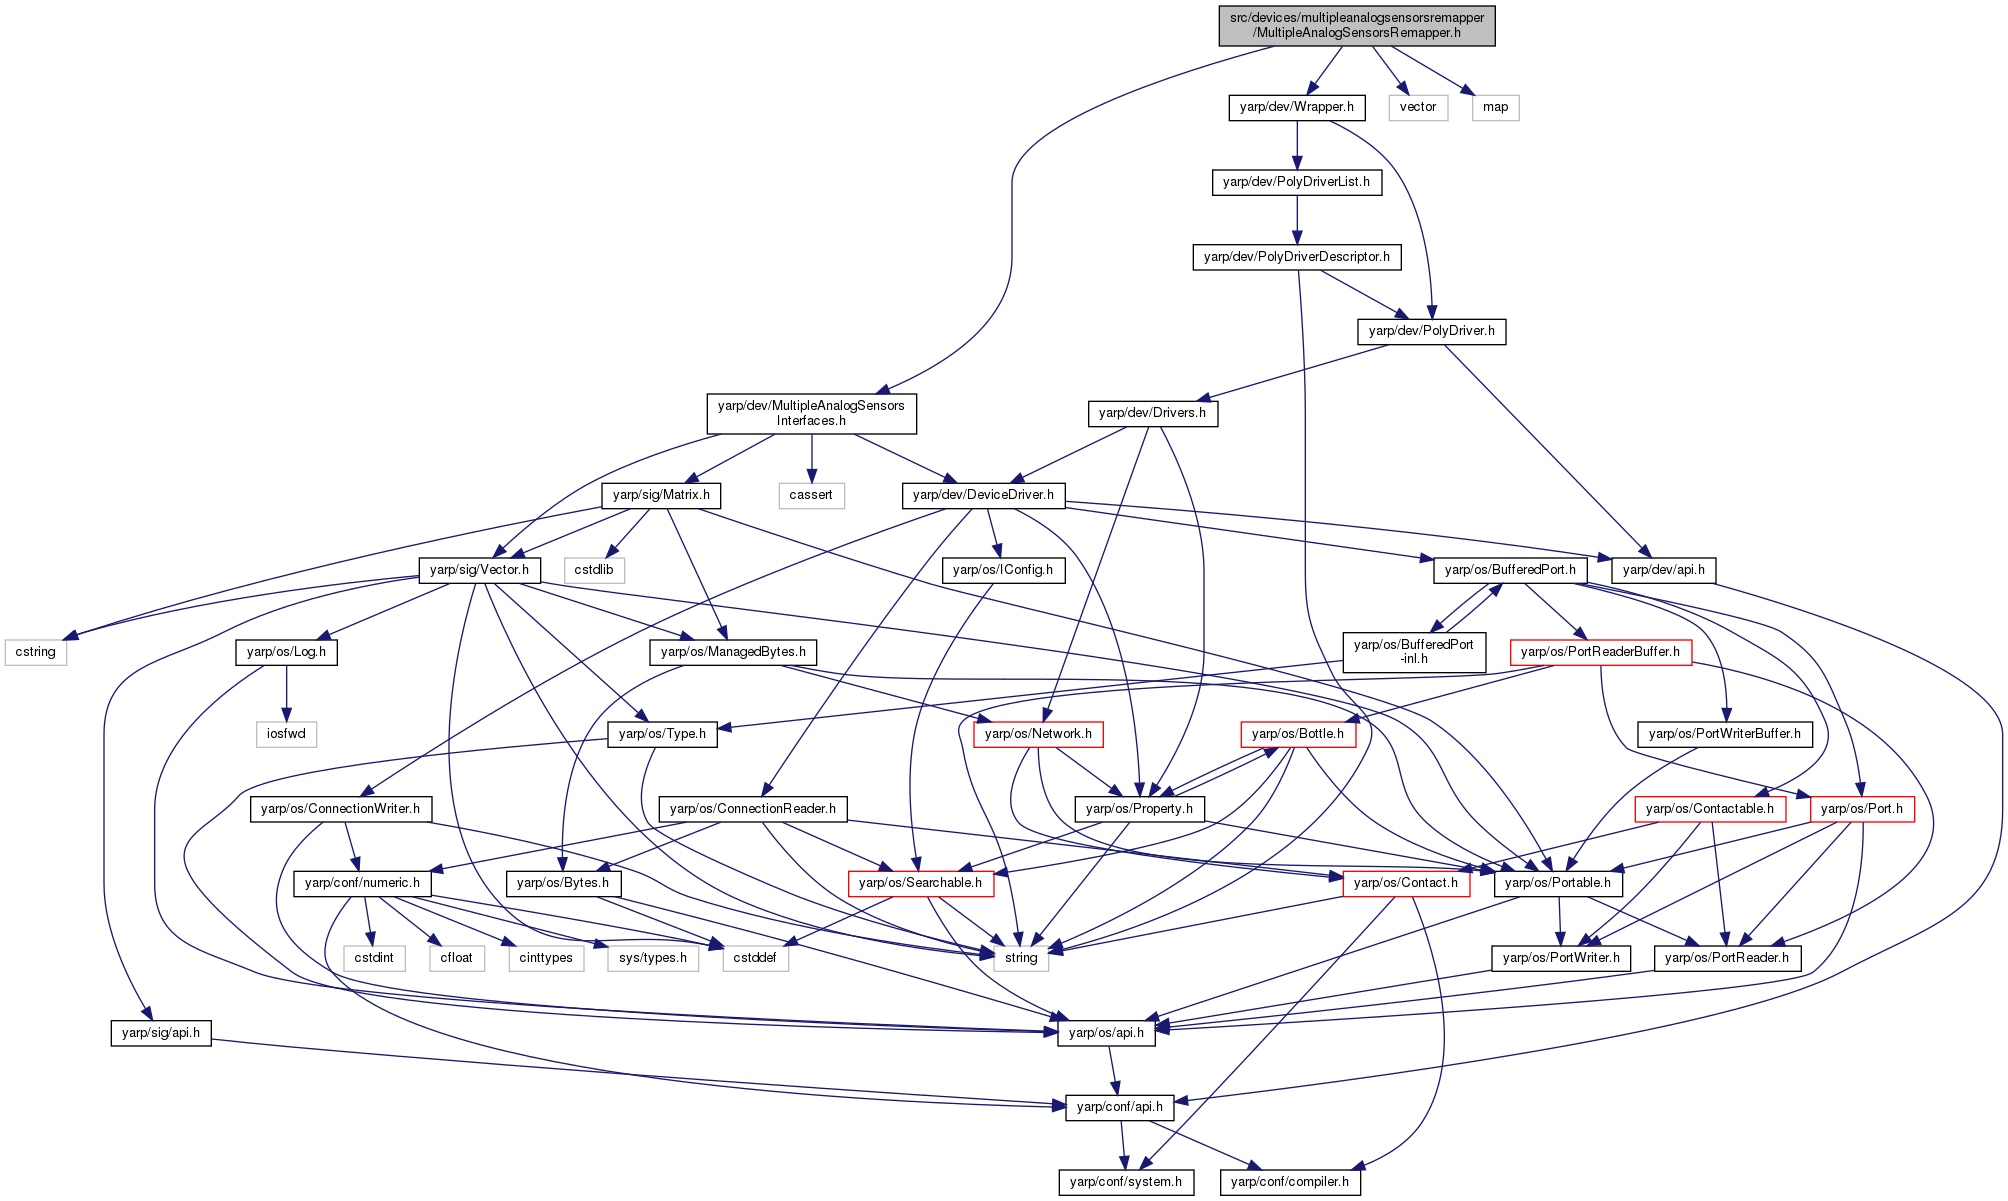 src/devices/multipleanalogsensorsremapper
/MultipleAnalogSensorsRemapper.h
yarp/dev/Wrapper.h
vector
map
yarp/dev/PolyDriverList.h
yarp/dev/PolyDriverDescriptor.h
yarp/dev/PolyDriver.h
yarp/dev/MultipleAnalogSensors
Interfaces.h
yarp/dev/Drivers.h
yarp/sig/Matrix.h
cassert
yarp/dev/DeviceDriver.h
yarp/sig/Vector.h
cstdlib
yarp/os/IConfig.h
yarp/os/BufferedPort.h
yarp/dev/api.h
cstring
yarp/os/Log.h
yarp/os/ManagedBytes.h
yarp/os/BufferedPort
-inl.h
yarp/os/PortReaderBuffer.h
iosfwd
yarp/os/Type.h
yarp/os/Network.h
yarp/os/Bottle.h
yarp/os/PortWriterBuffer.h
yarp/os/ConnectionWriter.h
yarp/os/ConnectionReader.h
yarp/os/Property.h
yarp/os/Contactable.h
yarp/os/Port.h
yarp/conf/numeric.h
yarp/os/Bytes.h
yarp/os/Searchable.h
yarp/os/Contact.h
yarp/os/Portable.h
cstdint
cfloat
cinttypes
sys/types.h
cstddef
string
yarp/os/PortWriter.h
yarp/os/PortReader.h
yarp/sig/api.h
yarp/os/api.h
yarp/conf/api.h
yarp/conf/system.h
yarp/conf/compiler.h